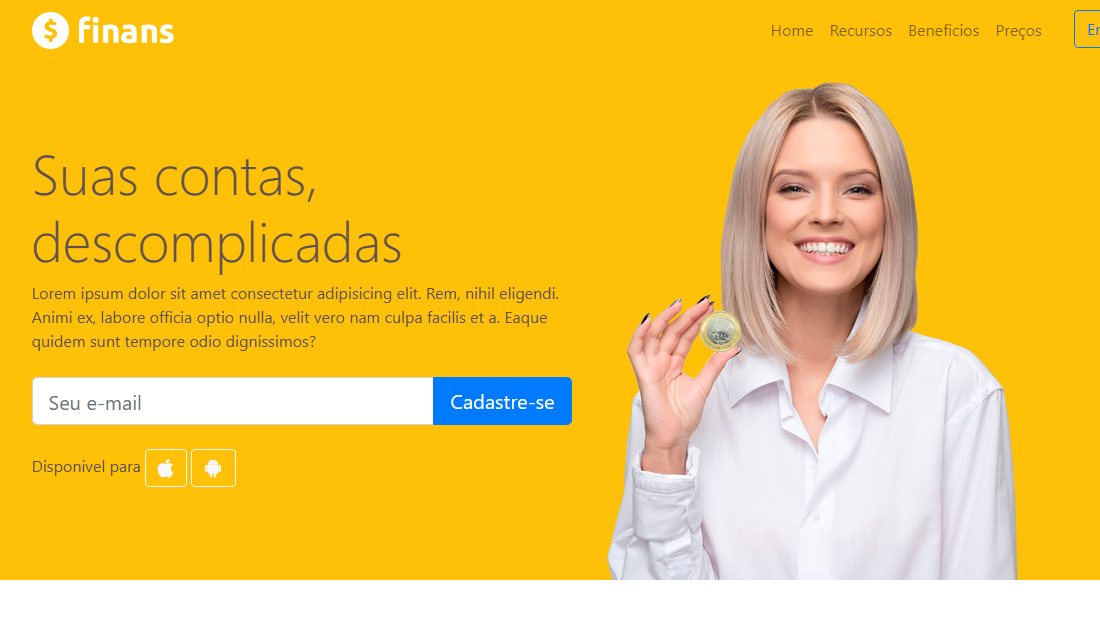 $ finans
Home Recursos Beneficios Preços
Suas contas,
descomplicadas
Lorem ipsum dolor sit amet consectetur adipisicing elit. Rem, nihil eligendi.
Animi ex, labore officia optio nulla, velit vero nam culpa facilis et a. Eaque
quidem sunt tempore odio dignissimos?
Seu e-mail Cadastre-se
Disponivel para